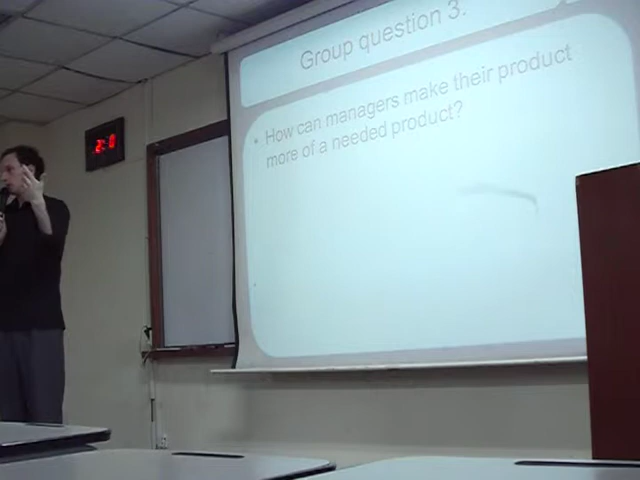 Group question 3.
• How can managers make their product
more of a needed product?